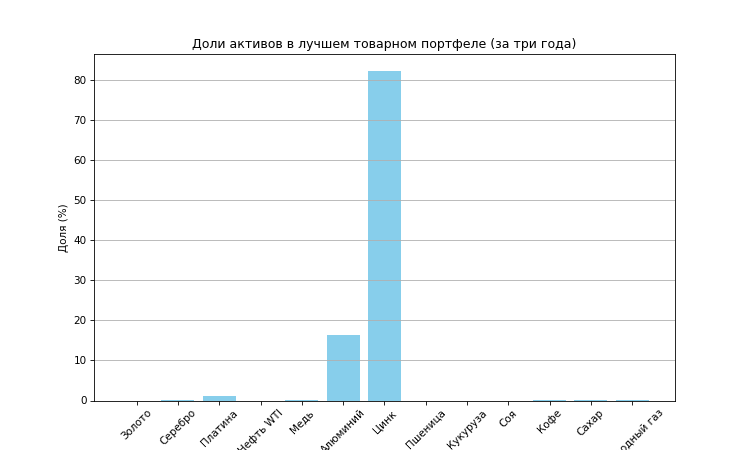 Доли активов в лучшем товарном портфеле (за три года)
Доля (%)
80
70
60
50
40
30
20
10
0
Золото
Серебро
Платина
Нефть WTI
Медь
Алюминий
Цинк
Пшеница
Кукуруза
Соя
Кофе
Сахар
одный газ